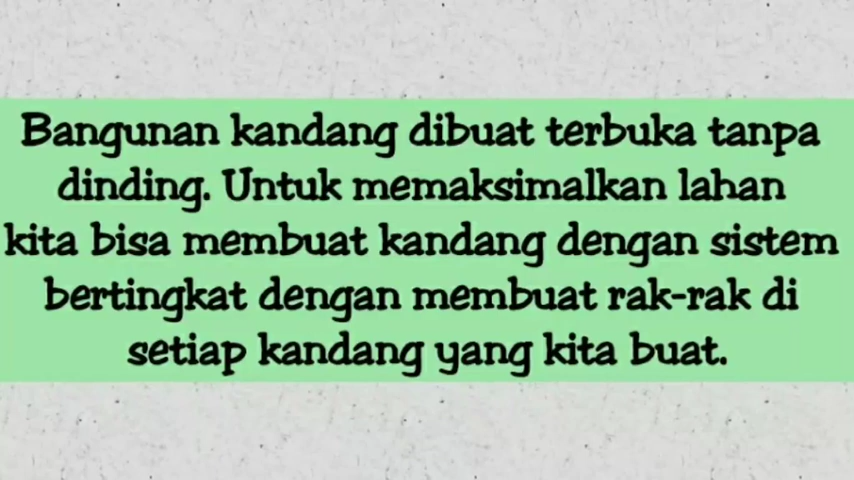 Bangunan kandang dibuat terbuka tanpa
dinding. Untuk memaksimalkan lahan
kita bisa membuat kandang dengan sistem
bertingkat dengan membuat rak-rak di
setiap kandang yang kita buat.